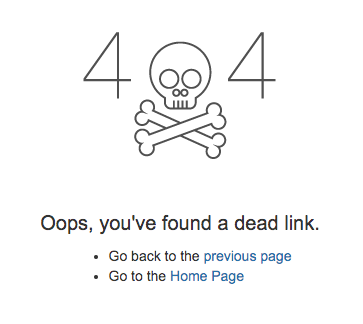 4 4
Oops, you've found a dead link.
Go back to the previous page
Go to the Home Page